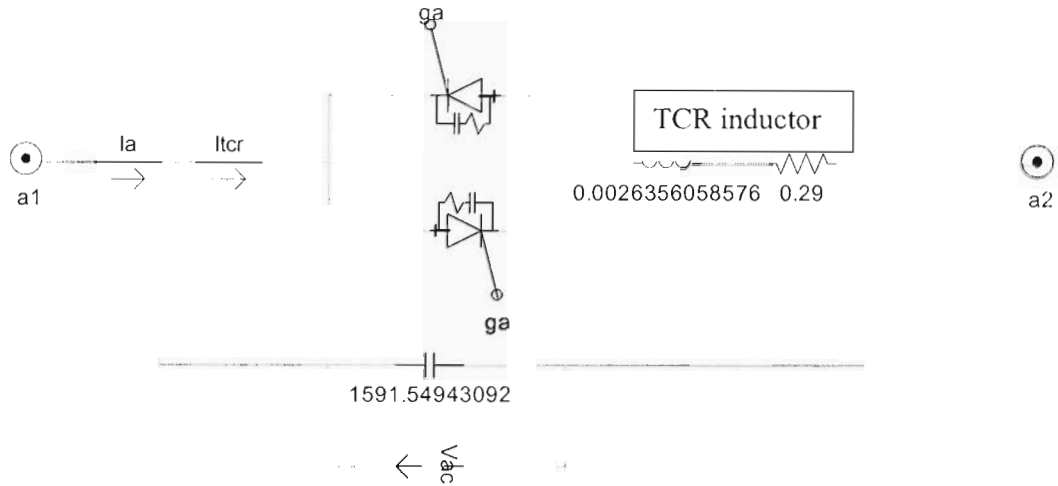 ga
TCR inductor
Ia
Itcr
a1
0.0026356058576
0.29
a2
ga
1591.54943092
Vac